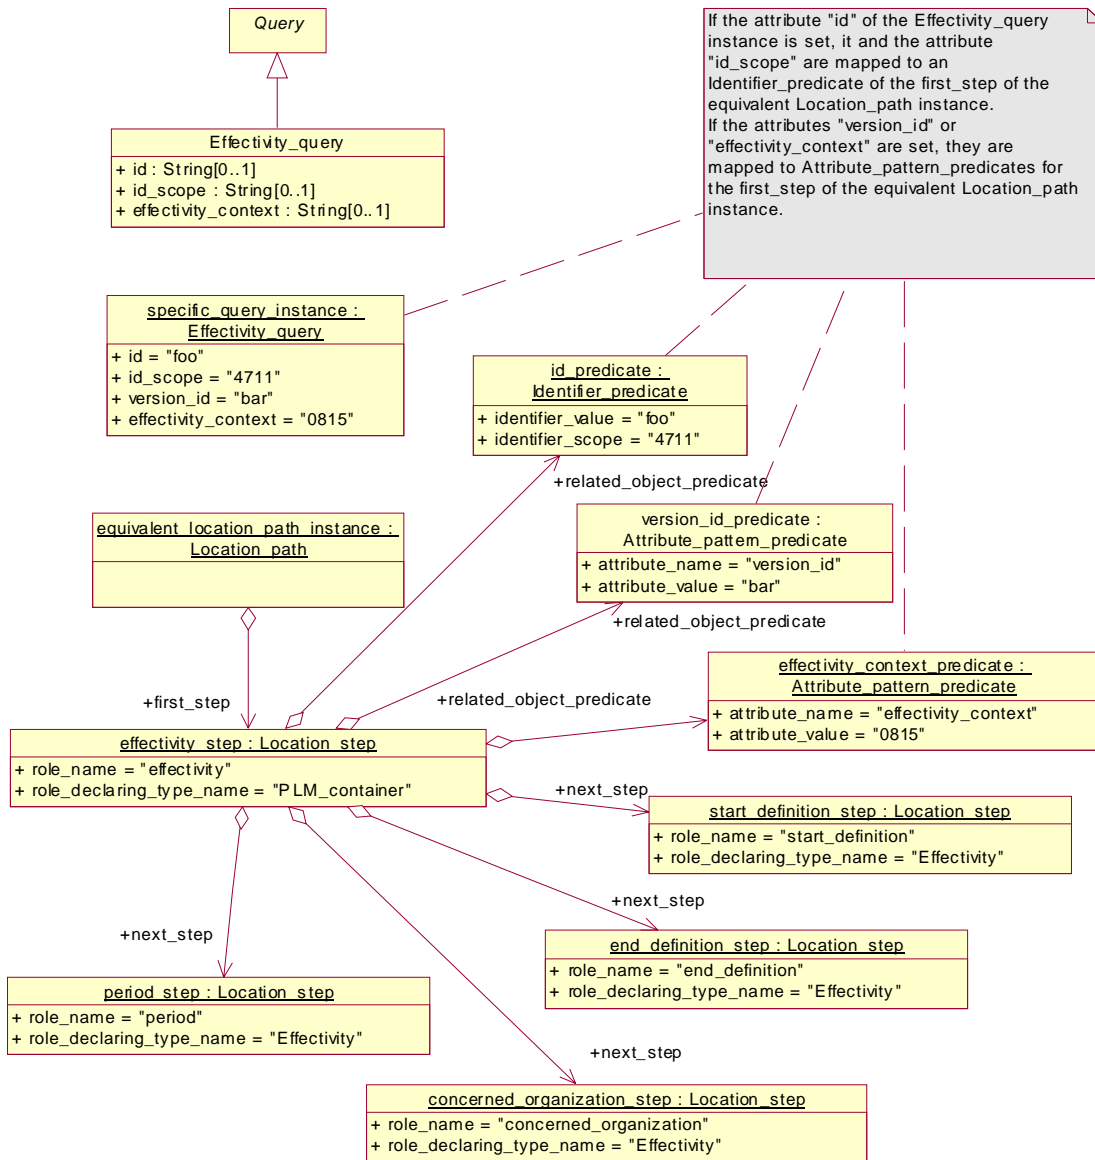 Query
If the attribute "id" of the Effectivity_query
instance is set, it and the attribute
"id_scope" are mapped to an
Identifier_predicate of the first_step of the
equivalent Location_path instance.
If the attributes "version_id" or
"effectivity_context" are set, they are
mapped to Attribute_pattern_predicates for
the first_step of the equivalent Location_path
instance.
Effectivity_query
+ id : String[0..1]
+ id_scope : String[0..1]
+ effectivity_context : String[0..1]
specific_query_instance :
Effectivity_query
+ id = "foo"
+ id_scope = "4711"
+ version_id = "bar"
+ effectivity_context = "0815"
id_predicate :
Identifier_predicate
+ identifier_value = "foo"
+ identifier_scope = "4711"
+related_object_predicate
equivalent_location_path_instance :
Location_path
version_id_predicate :
Attribute_pattern_predicate
+ attribute_name = "version_id"
+ attribute_value = "bar"
+related_object_predicate
effectivity_context_predicate :
Attribute_pattern_predicate
+ attribute_name = "effectivity_context"
+ attribute_value = "0815"
+related_object_predicate
+first_step
effectivity_step : Location_step
+ role_name = "effectivity"
+ role_declaring_type_name = "PLM_container"
+next_step
start_definition_step : Location_step
+ role_name = "start_definition"
+ role_declaring_type_name = "Effectivity"
+next_step
end_definition_step : Location_step
+ role_name = "end_definition"
+ role_declaring_type_name = "Effectivity"
+next_step
period_step : Location_step
+ role_name = "period"
+ role_declaring_type_name = "Effectivity"
+next_step
concerned_organization_step : Location_step
+ role_name = "concerned_organization"
+ role_declaring_type_name = "Effectivity"